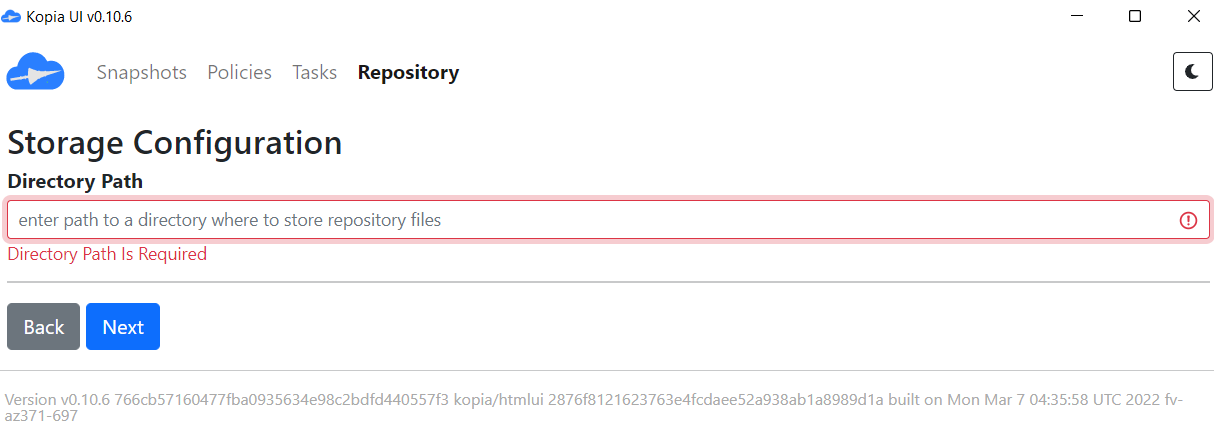 Kopia UI v0.10.6
Snapshots Policies Tasks Repository
Storage Configuration
Directory Path
enter path to a directory where to store repository files
Directory Path Is Required
Back Next
Version v0.10.6 766cb57160477fba0935634e98c2bdfd440557f3 kopia/htmlui 2876f8121623763e4fcdaee52a938ab1a8989d1a built on Mon Mar 7 04:35:58 UTC 2022 fv-
az371-697